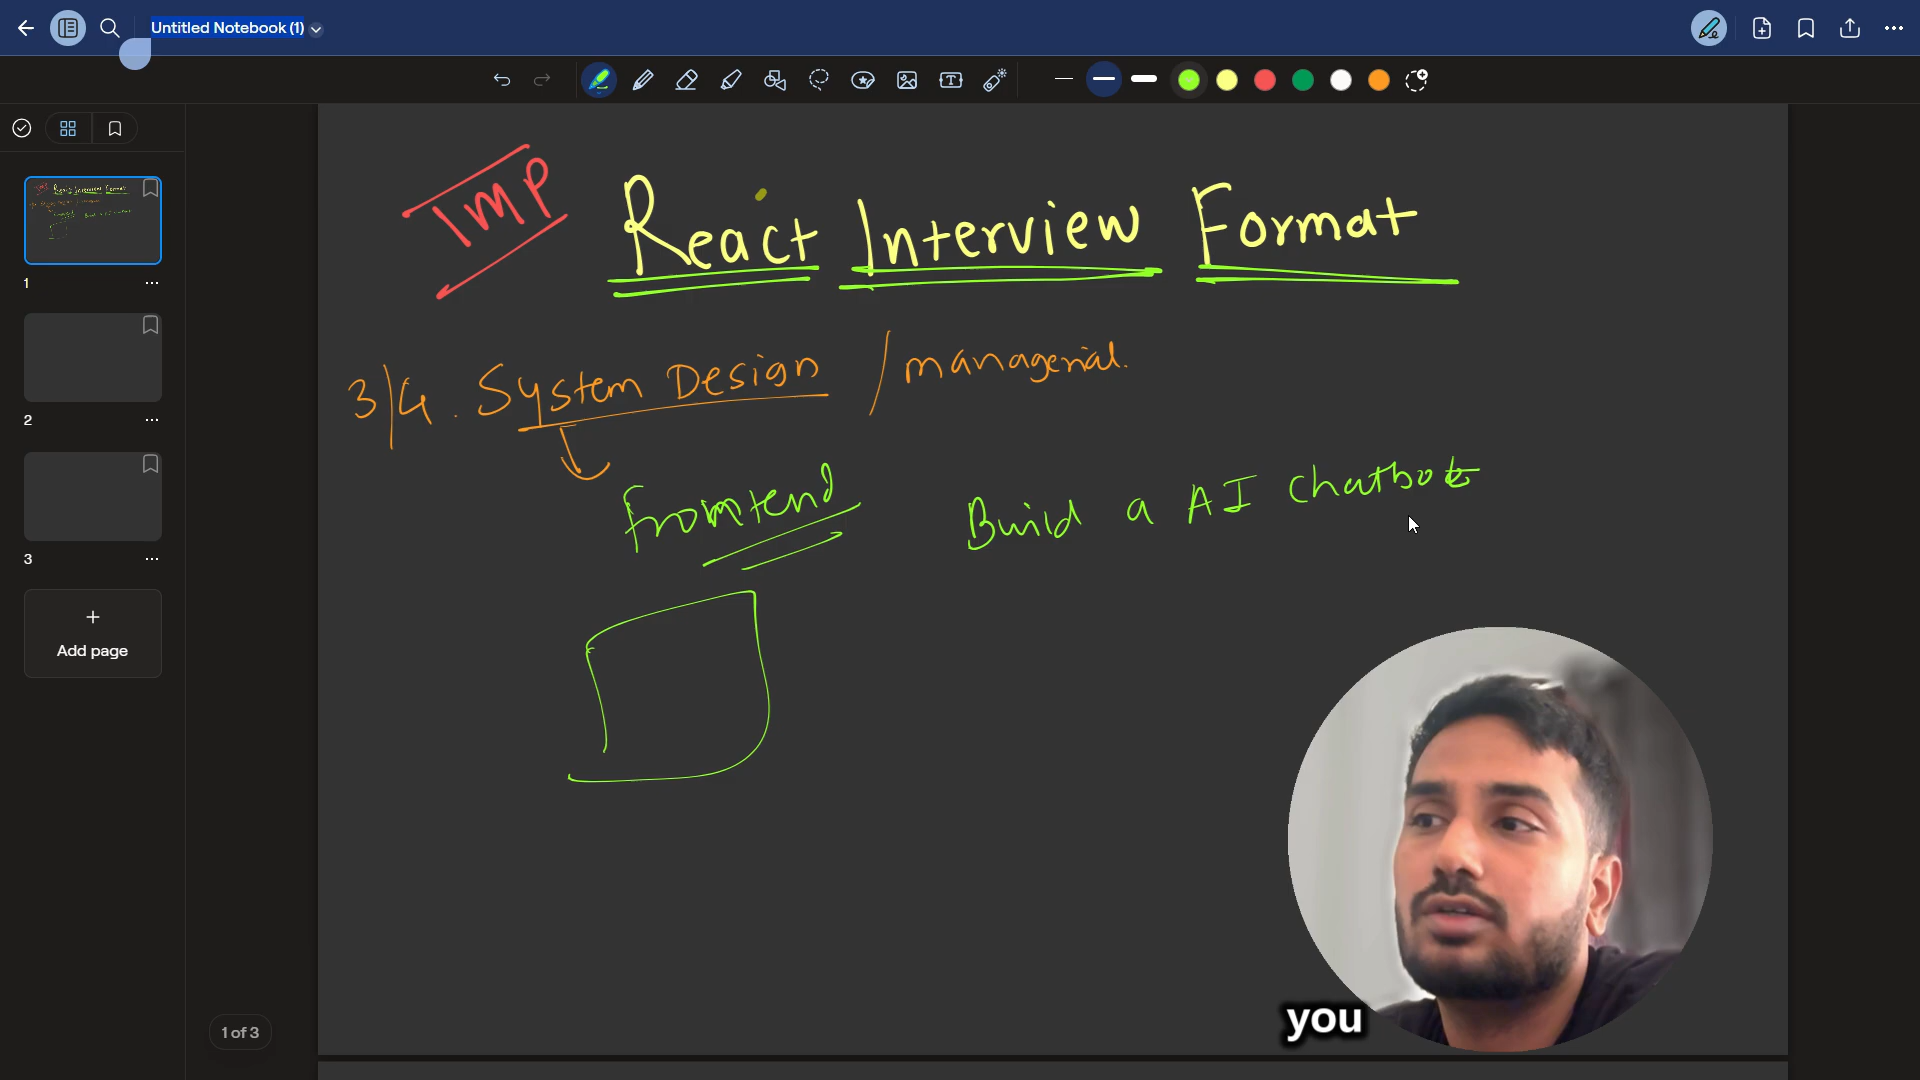 Untitled Notebook (1)
IMP
React Interview Format
3/4. System Design / managerial.
Frontend
Build a AI Chatbot
1
2
3
+
Add page
1 of 3
you